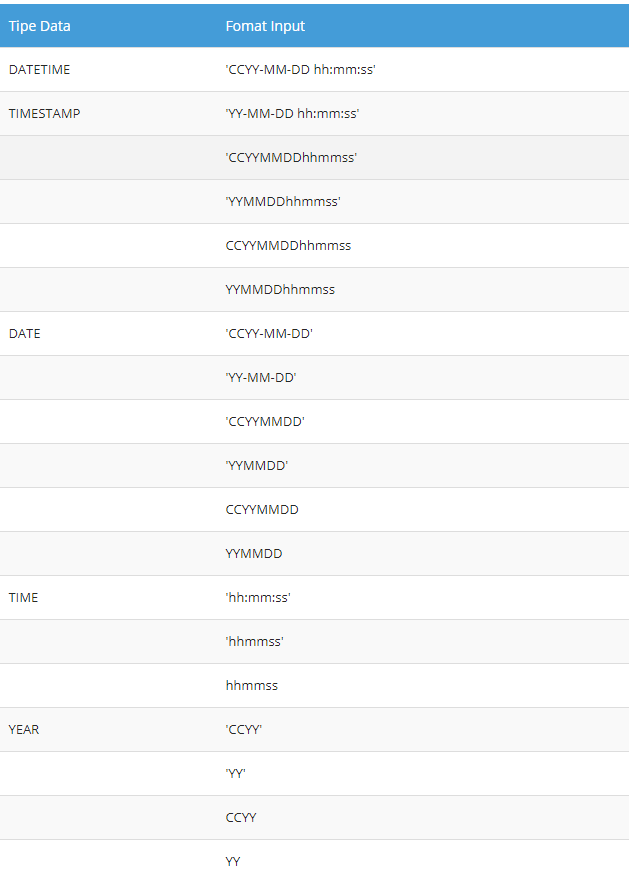 Tipe Data Fomat Input
DATETIME 'CCYY-MM-DD hh:mm:ss'
TIMESTAMP 'YY-MM-DD hh:mm:ss'
'CCYYMMDDhhmmss'
'YYMMDDhhmmss'
CCYYMMDDhhmmss
YYMMDDhhmmss
DATE 'CCYY-MM-DD'
'YY-MM-DD'
'CCYYMMDD'
'YYMMDD'
CCYYMMDD
YYMMDD
TIME 'hh:mm:ss'
'hhmmss'
hhmmss
YEAR 'CCYY'
'YY'
CCYY
YY